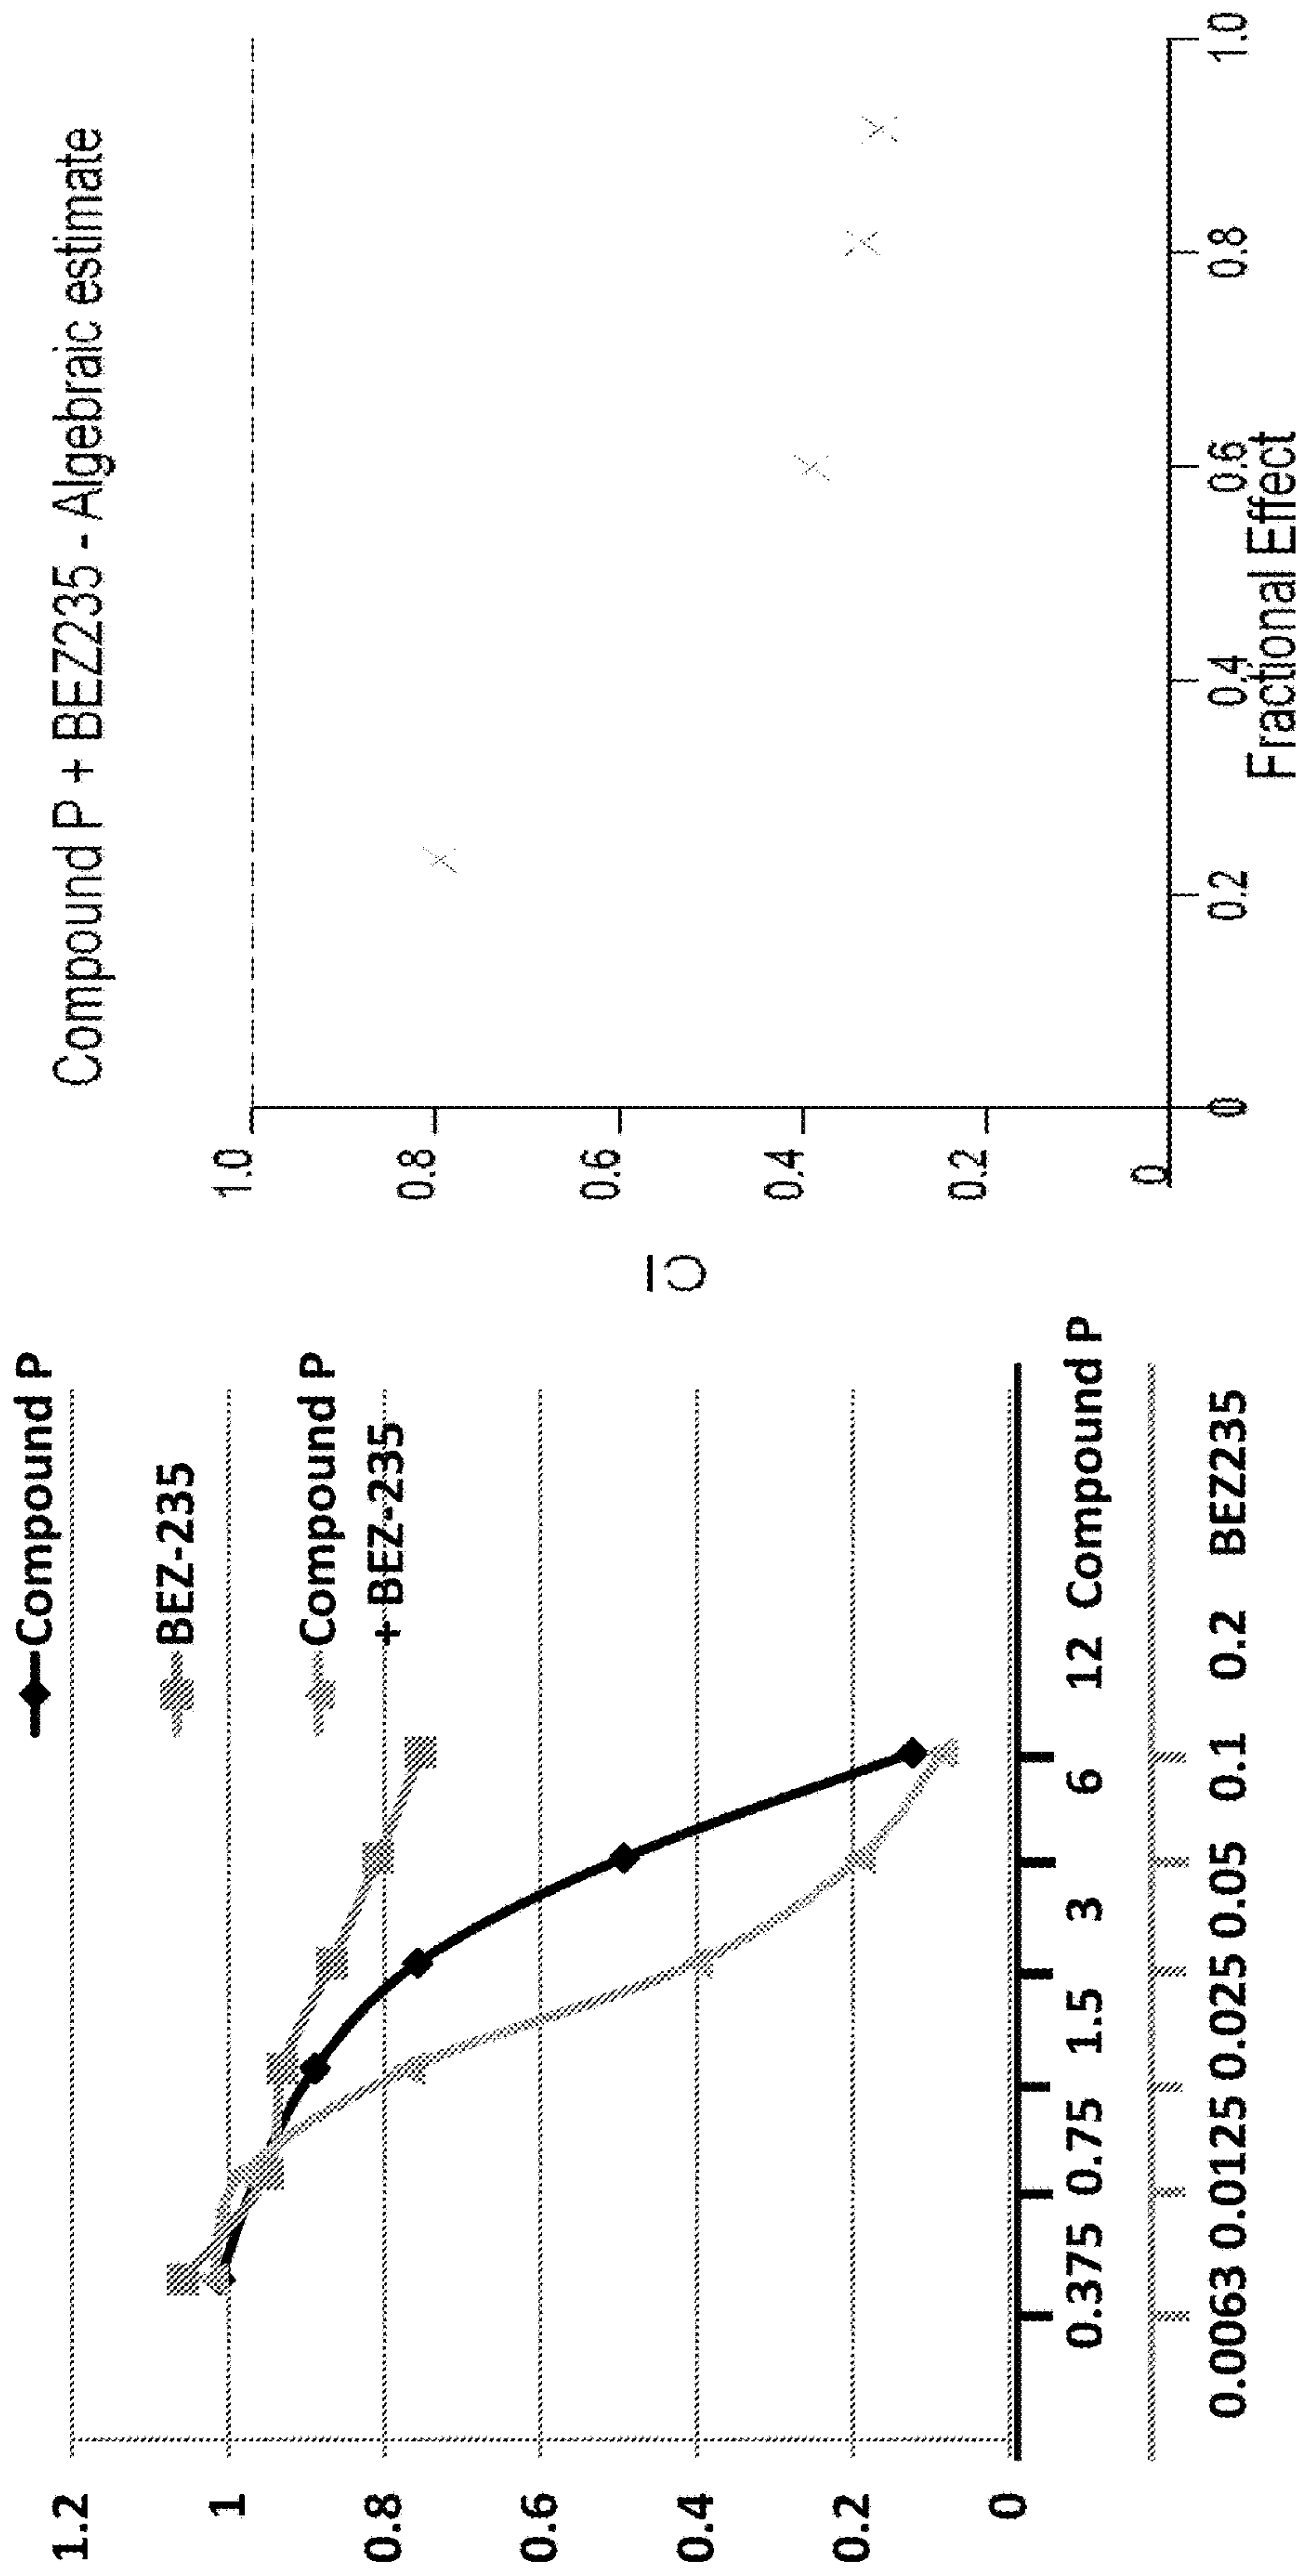 Compound P
BEZ-235
Compound P
+ BEZ-235
1.2
1
0.8
0.6
0.4
0.2
0
0.375 0.75 1.5 3 6 12 Compound P
0.0063 0.0125 0.025 0.05 0.1 0.2 BEZ235
Compound P + BEZ235 - Algebraic estimate
CI
1.0
0.8
0.6
0.4
0.2
0
0 0.2 0.4 0.6 0.8 1.0
Fractional Effect